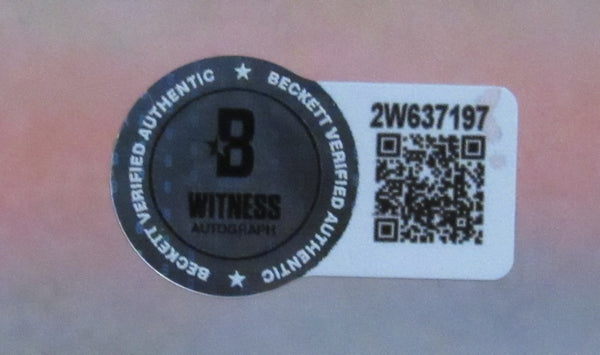 BECKETT VERIFIED AUTHENTIC
BECKETT VERIFIED AUTHENTIC
B
WITNESS
AUTOGRAPH
2W637197